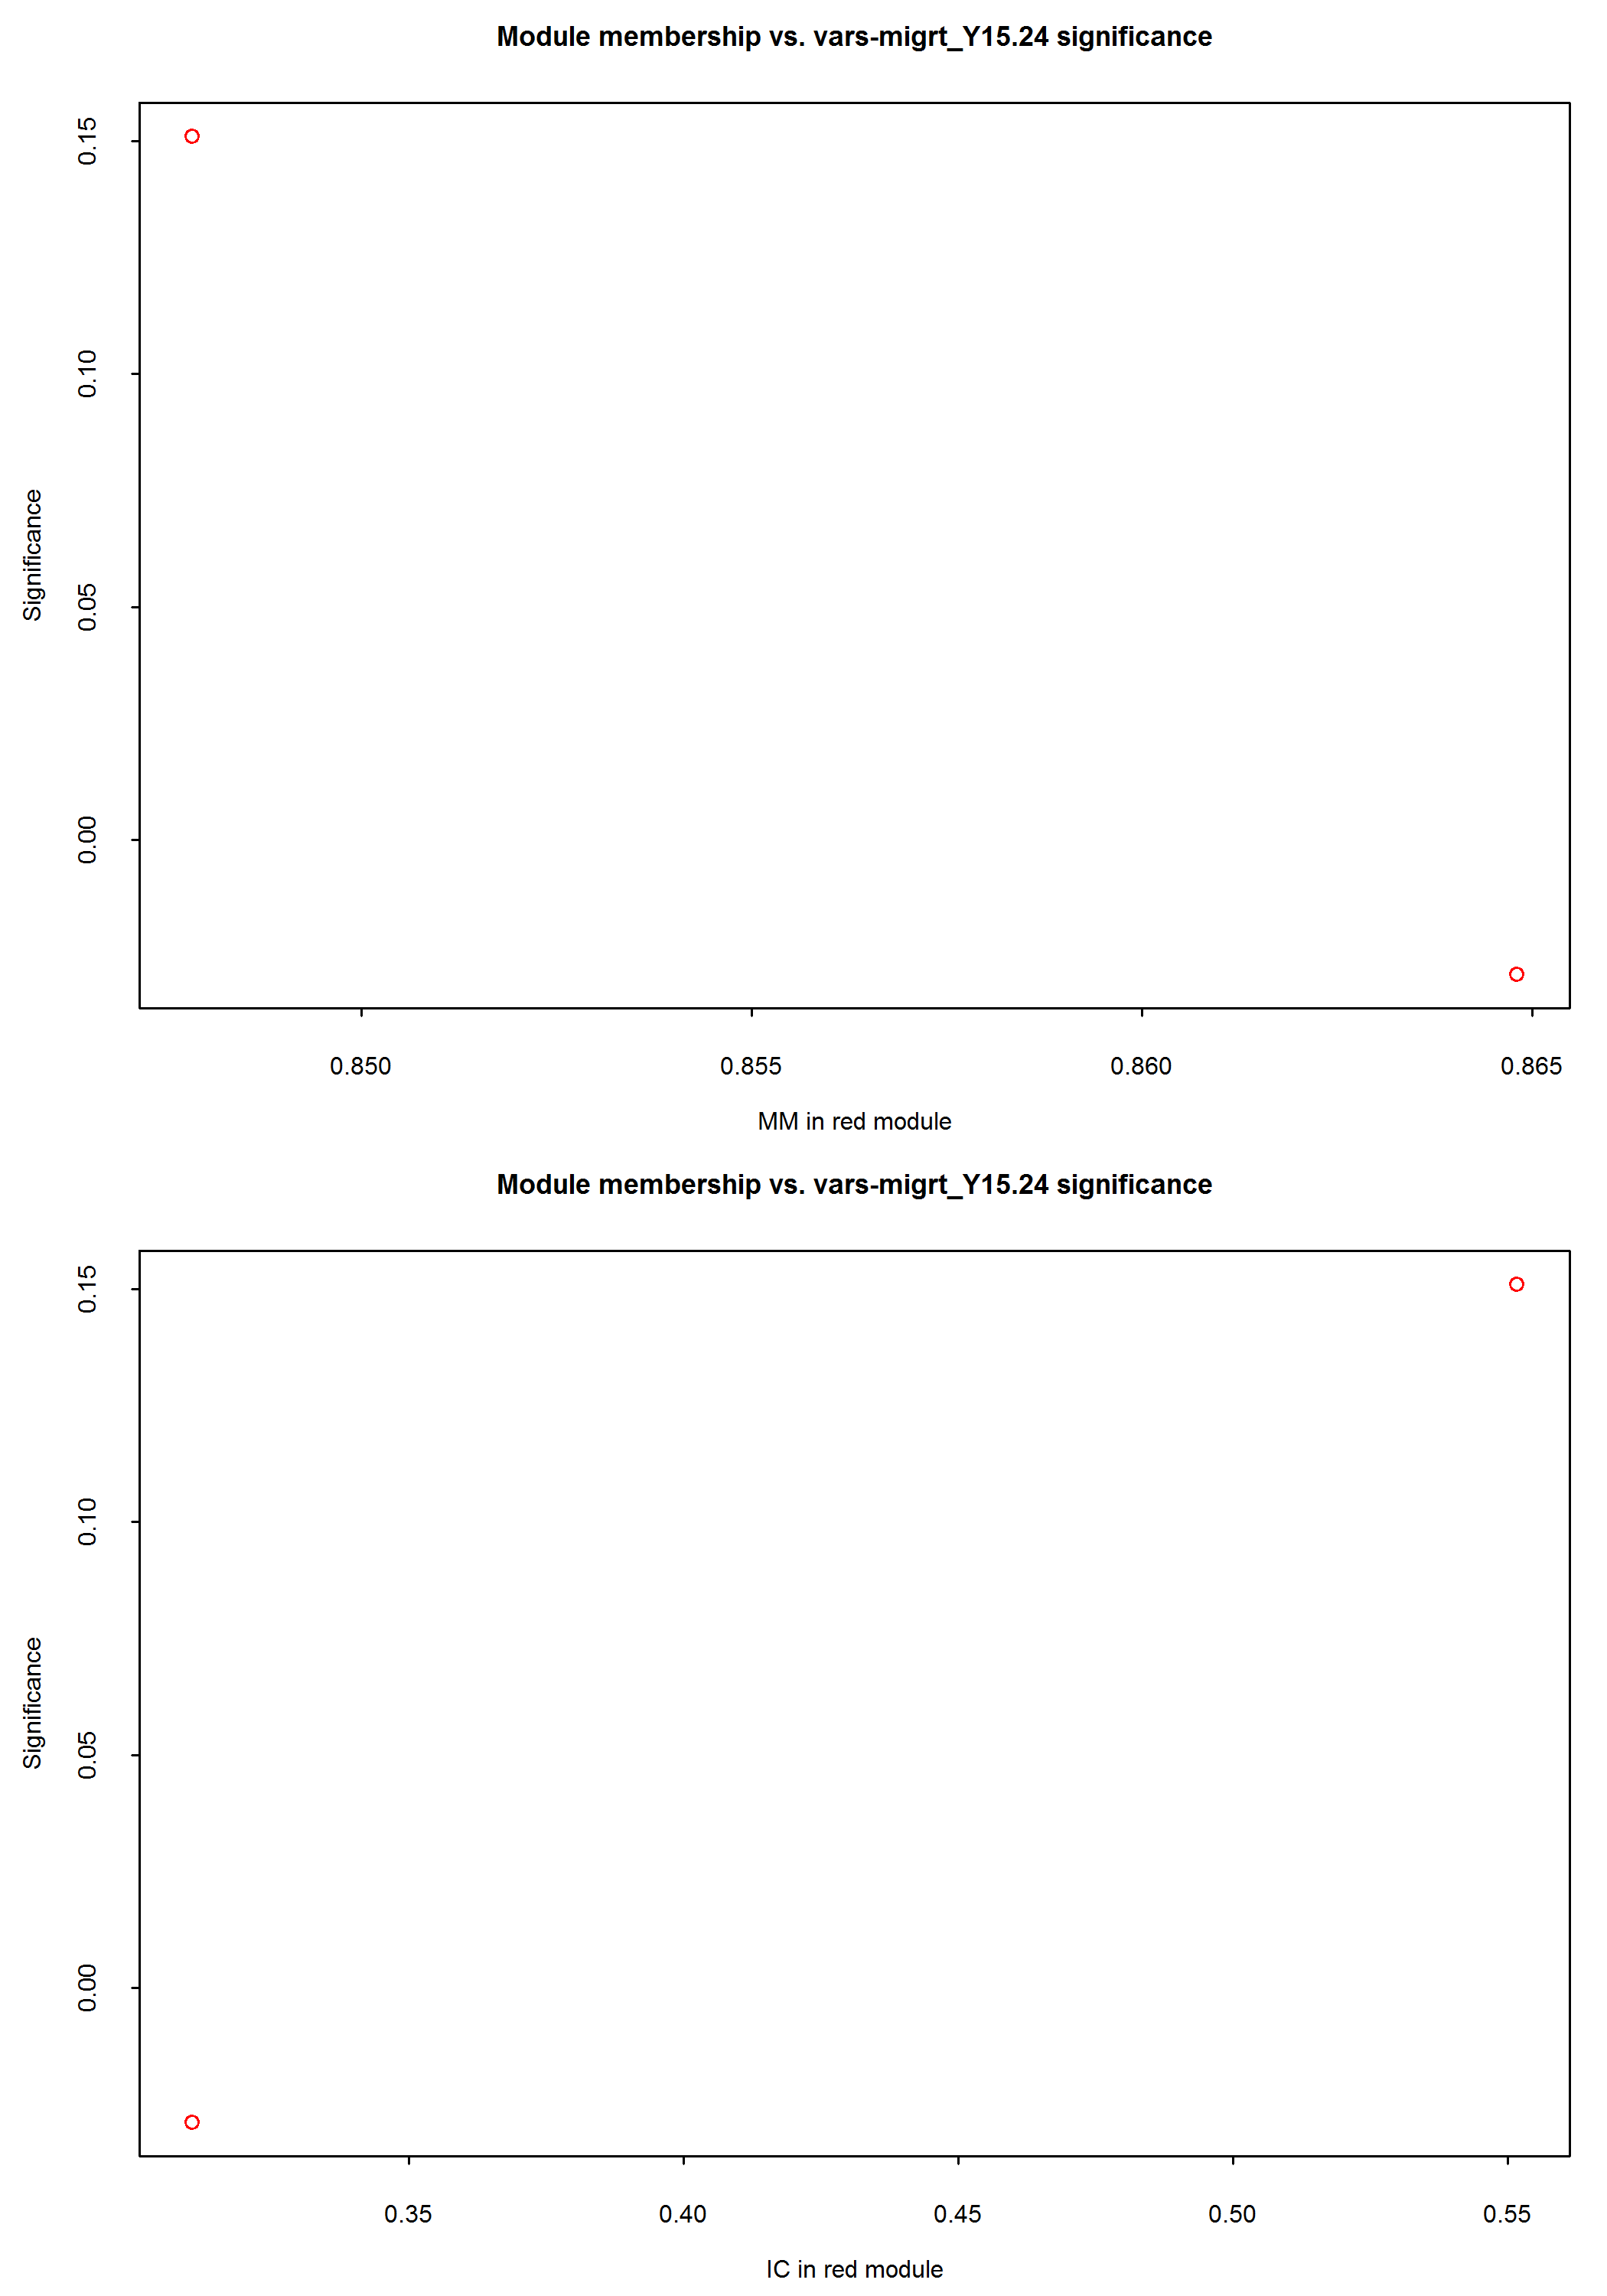 Module membership vs. vars-migrt_Y15.24 significance
0.15
0.10
0.05
0.00
Significance
0.850 0.855 0.860 0.865
MM in red module
Module membership vs. vars-migrt_Y15.24 significance
0.15
0.10
0.05
0.00
Significance
0.35 0.40 0.45 0.50 0.55
IC in red module